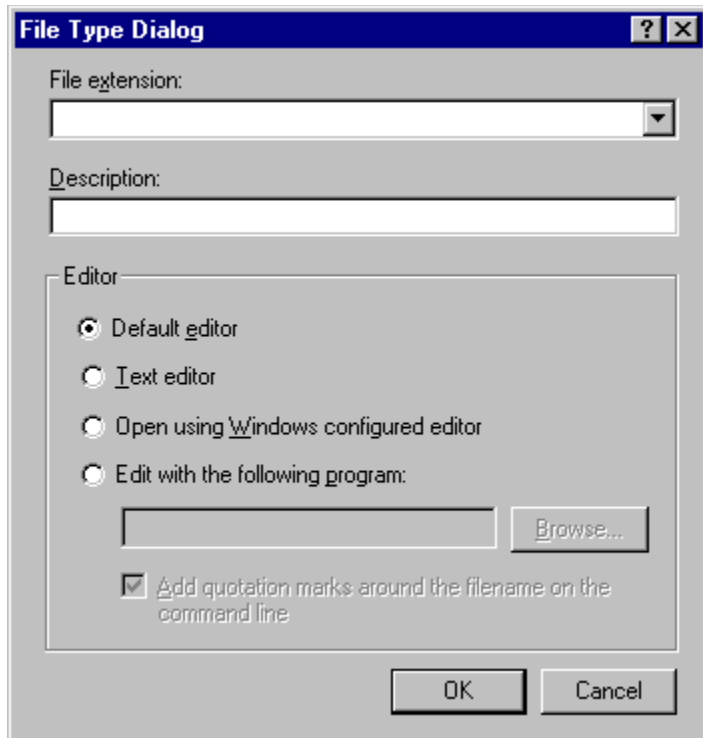 File Type Dialog
File extension:
Description:
Editor
Default editor
Text editor
Open using Windows configured editor
Edit with the following program:
Browse...
Add quotation marks around the filename on the
command line
OK Cancel